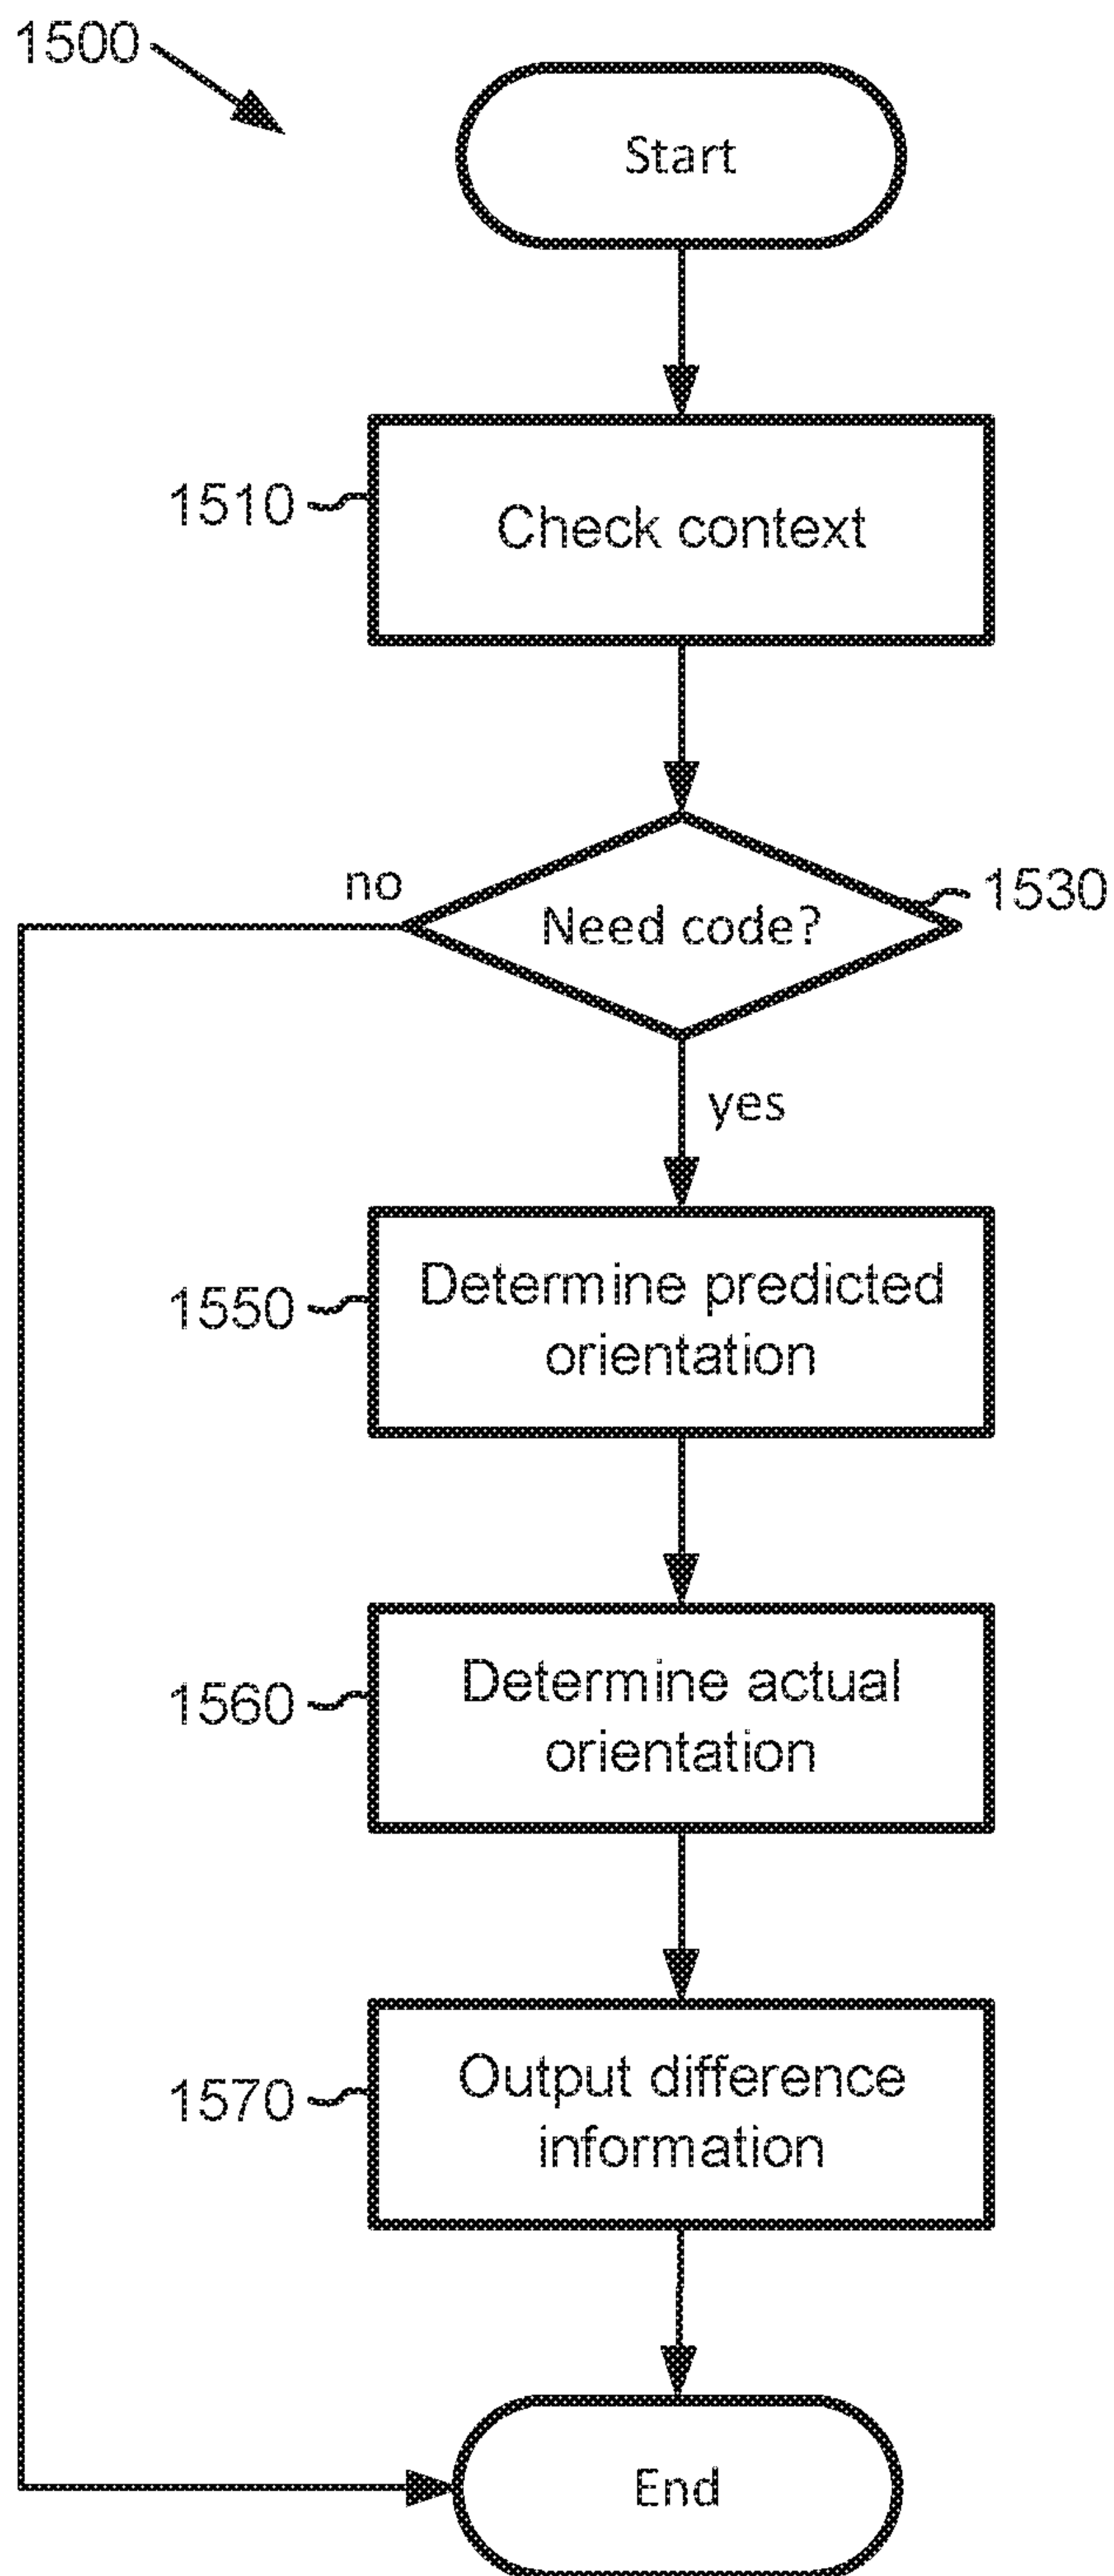 1500
Start
1510
Check context
no
Need code?
1530
yes
1550
Determine predicted
orientation
1560
Determine actual
orientation
1570
Output difference
information
End